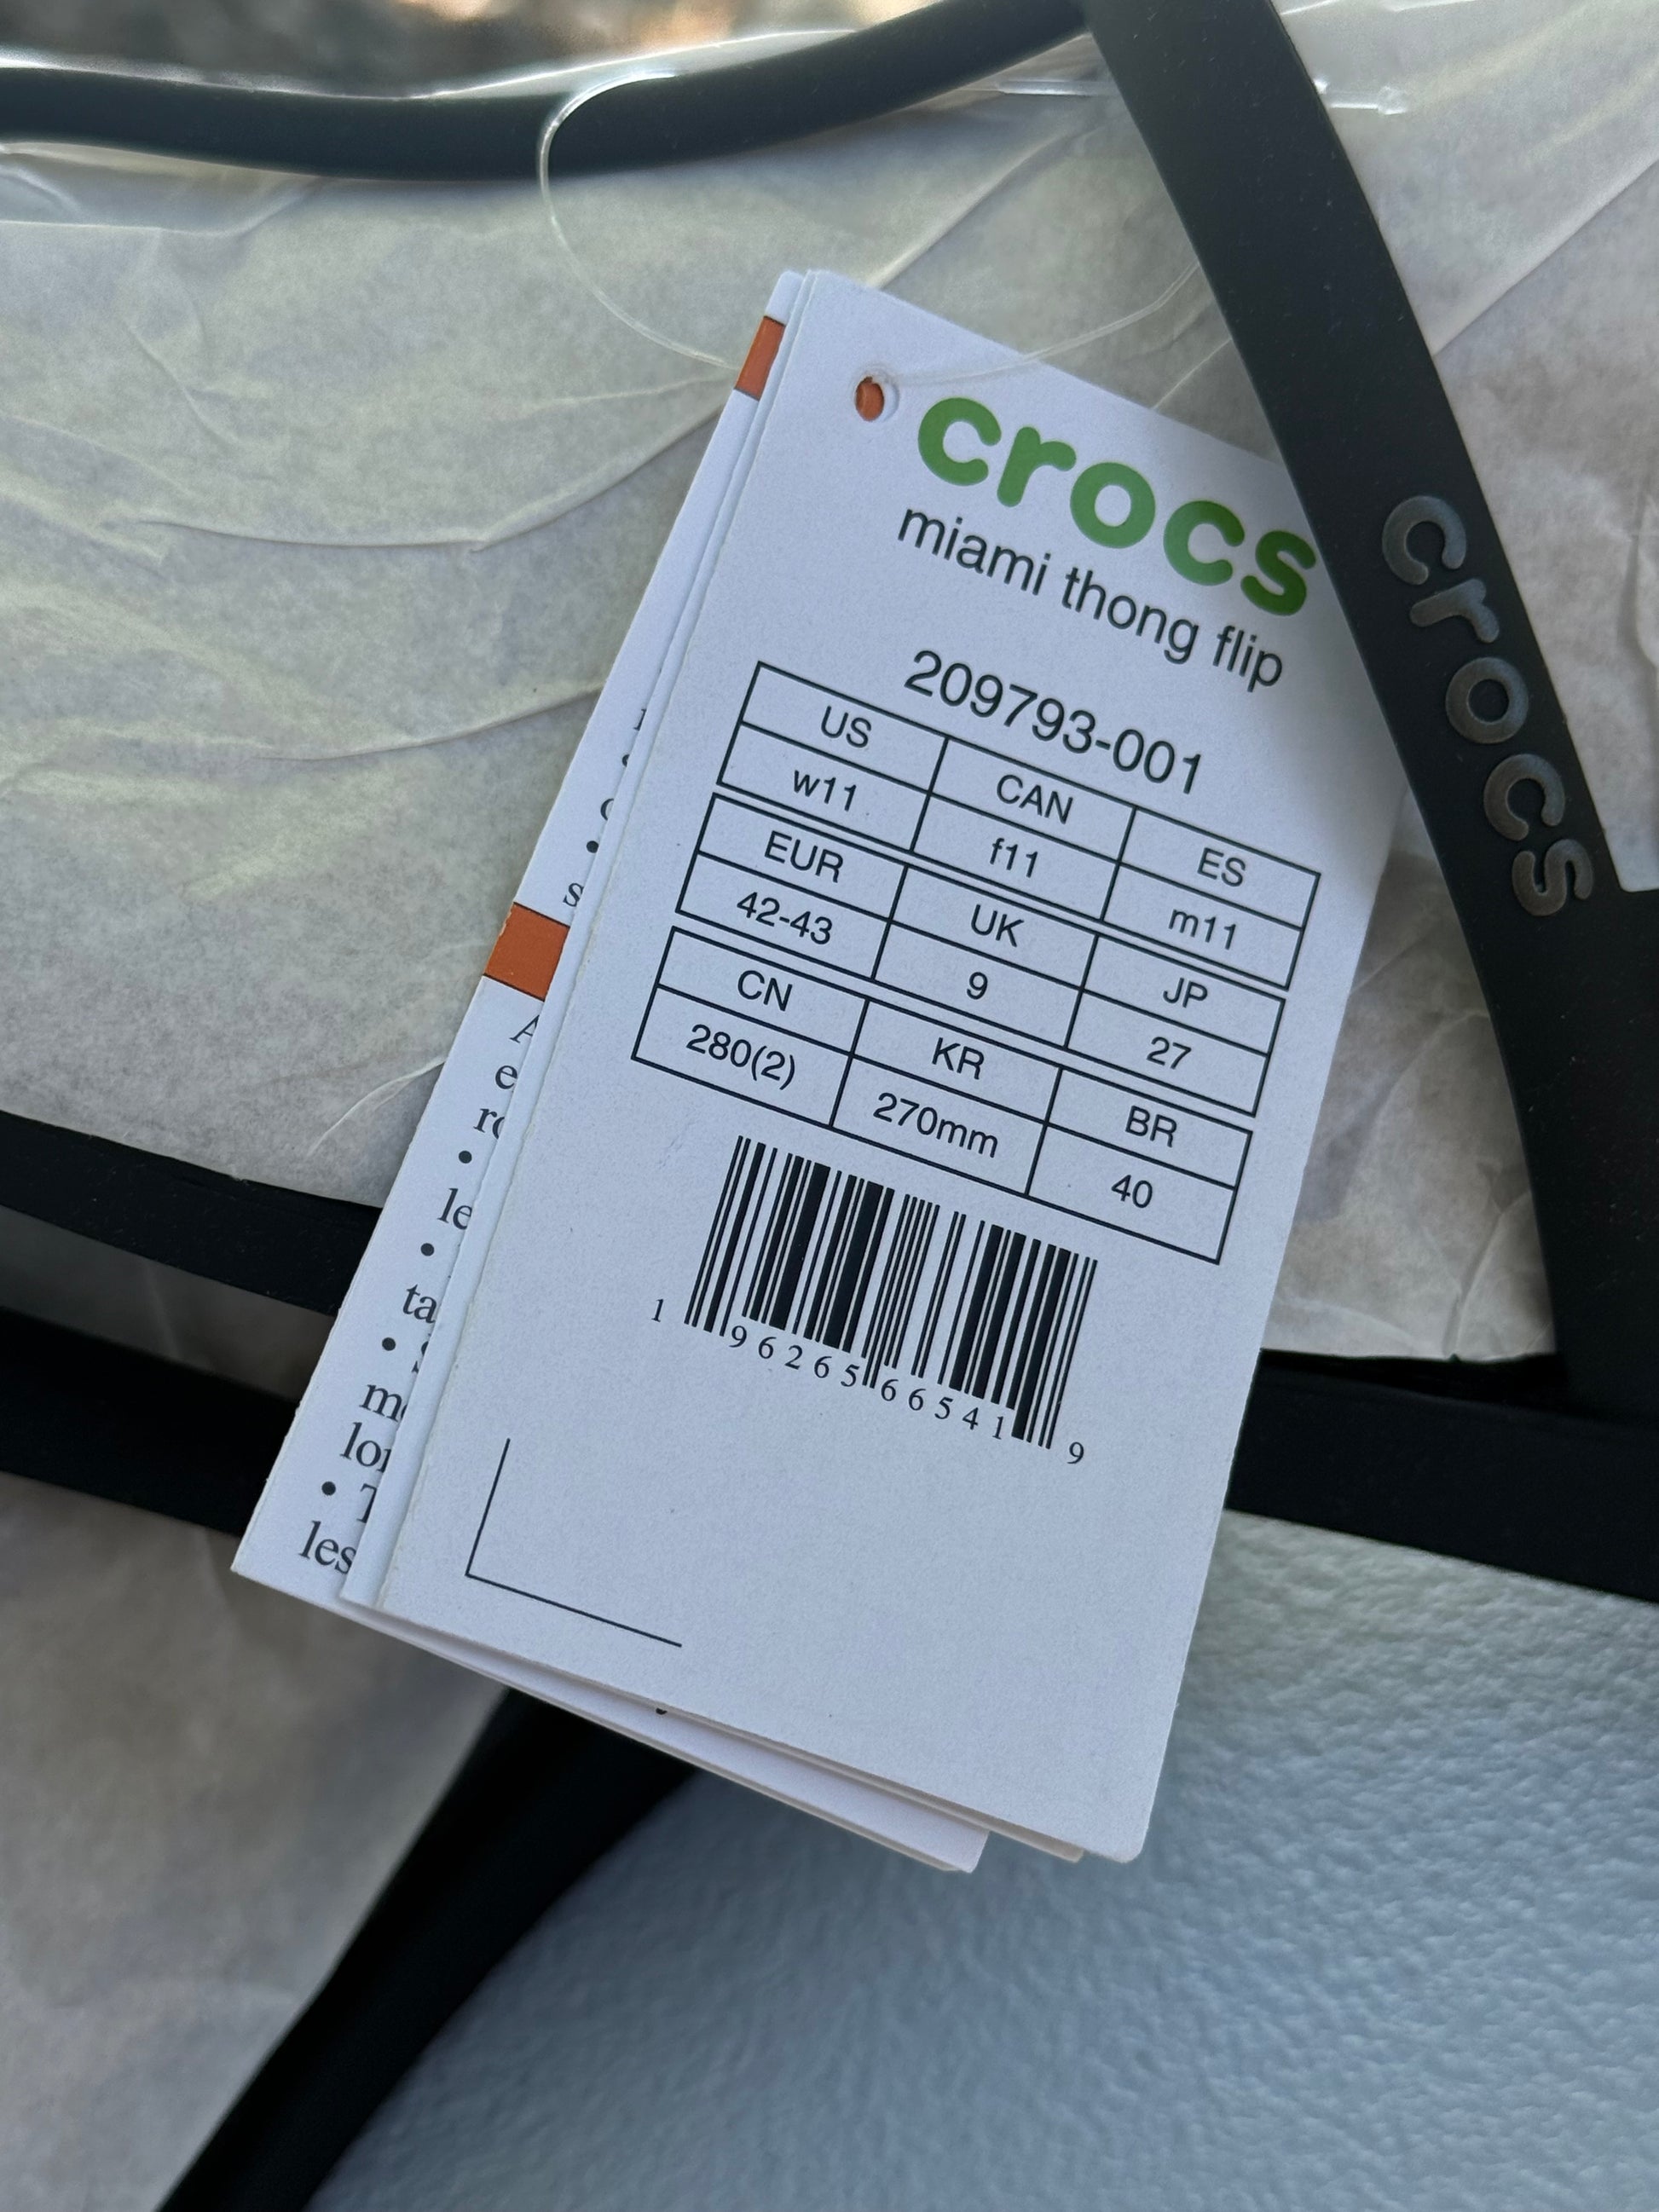 crocs
miami thong flip
209793-001
US CAN ES
w11 f11 m11
EUR UK JP
42-43 9 27
CN KR BR
280(2) 270mm 40
1 96265 66541 9
crocs
les